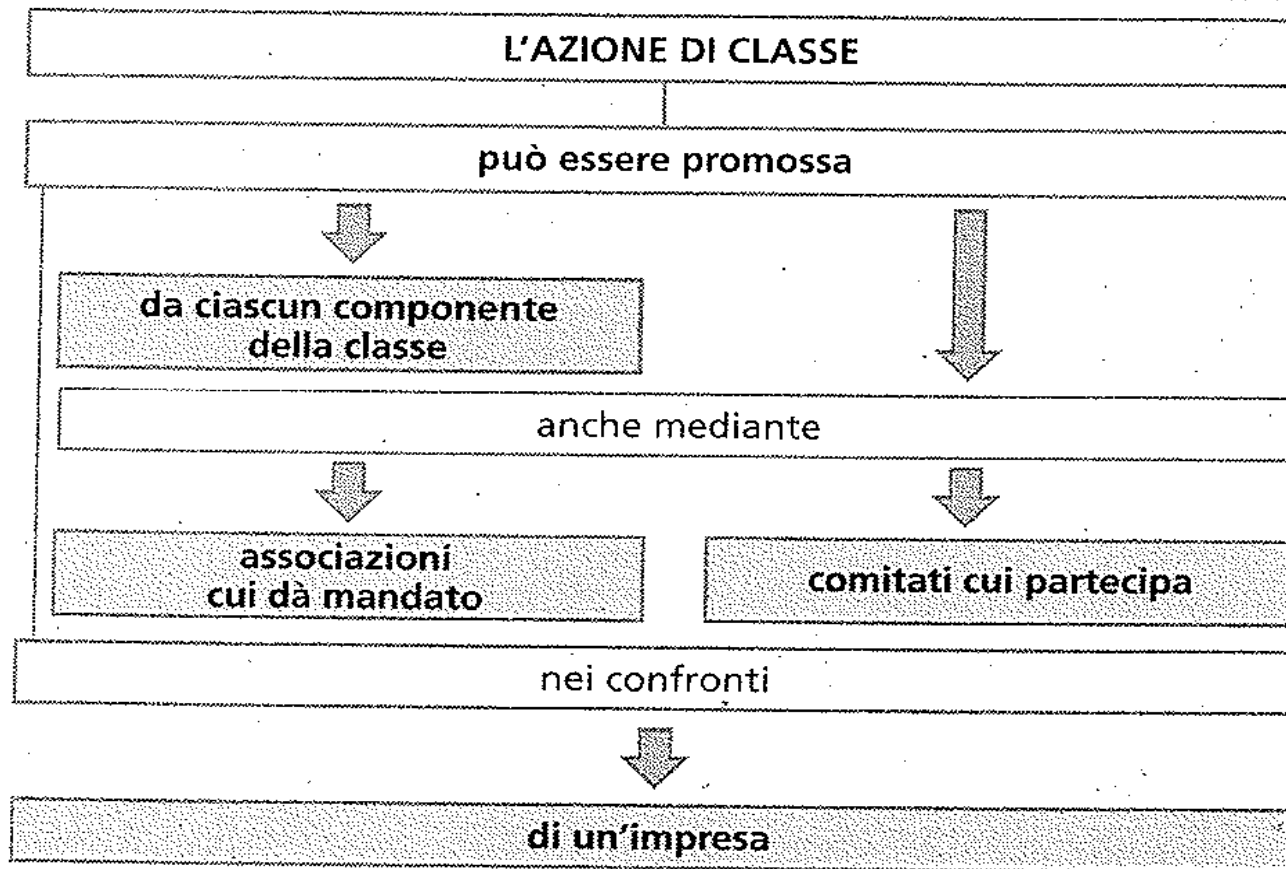 L'AZIONE DI CLASSE
può essere promossa
da ciascun componente
della classe
anche mediante
associazioni
cui dà mandato
comitati cui partecipa
nei confronti
di un'impresa